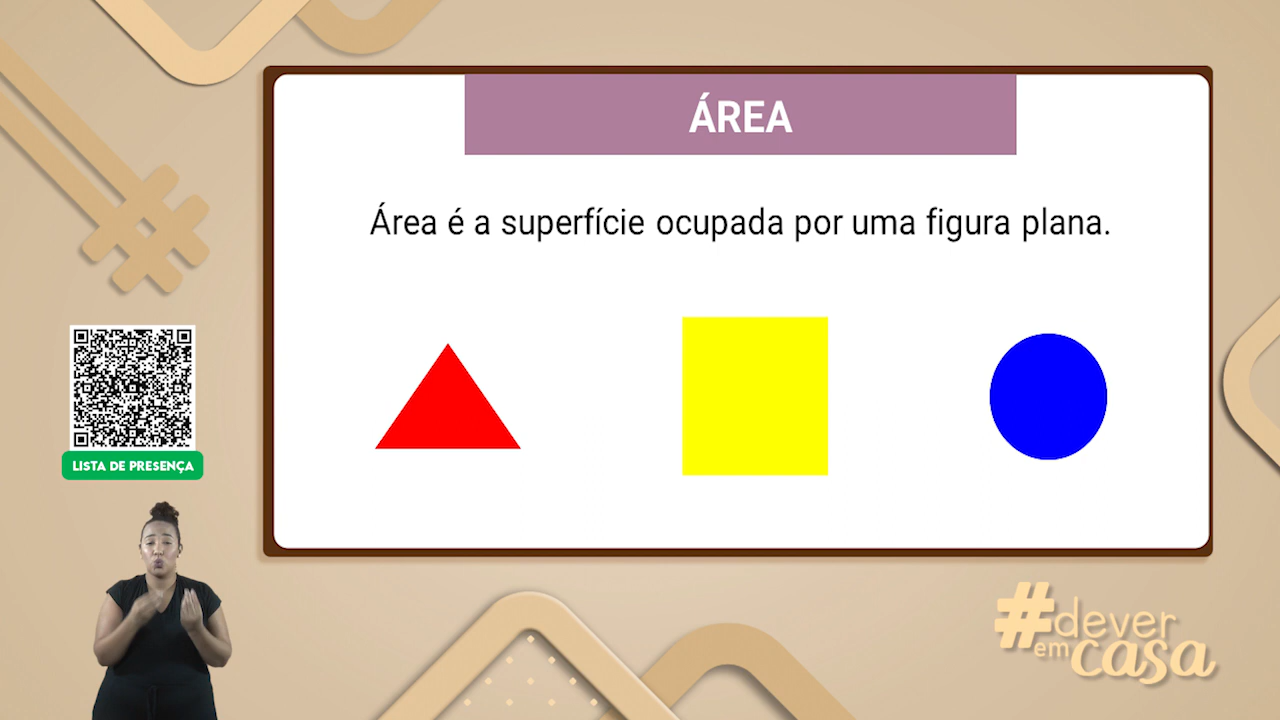 ÁREA
Área é a superfície ocupada por uma figura plana.
LISTA DE PRESENÇA
#dever
em casa